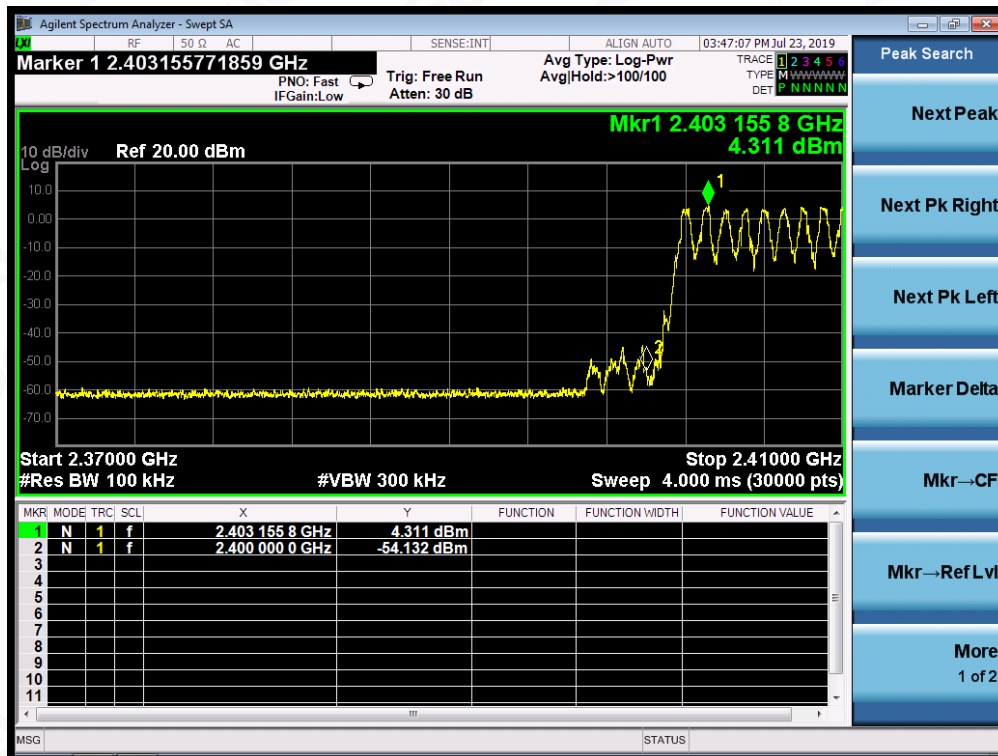 Agilent Spectrum Analyzer - Swept SA
LXI RF 50 Ω AC SENSE:INT ALIGN AUTO 03:47:07 PM Jul 23, 2019
Marker 1 2.403155771859 GHz
PNO: Fast
IFGain:Low
Trig: Free Run
Atten: 30 dB
Avg Type: Log-Pwr
Avg|Hold:>100/100
TRACE 1 2 3 4 5 6
TYPE M WWWWW
DET P N N N N N
Mkr1 2.403 155 8 GHz
4.311 dBm
10 dB/div Ref 20.00 dBm
Log
10.0
0.00
-10.0
-20.0
-30.0
-40.0
-50.0
-60.0
-70.0
1
2
Start 2.37000 GHz Stop 2.41000 GHz
#Res BW 100 kHz #VBW 300 kHz Sweep 4.000 ms (30000 pts)
MKR MODE TRC SCL X Y FUNCTION FUNCTION WIDTH FUNCTION VALUE
1 N 1 f 2.403 155 8 GHz 4.311 dBm
2 N 1 f 2.400 000 0 GHz -54.132 dBm
3
4
5
6
7
8
9
10
11
MSG STATUS
Peak Search
Next Peak
Next Pk Right
Next Pk Left
Marker Delta
Mkr→CF
Mkr→Ref Lvl
More
1 of 2